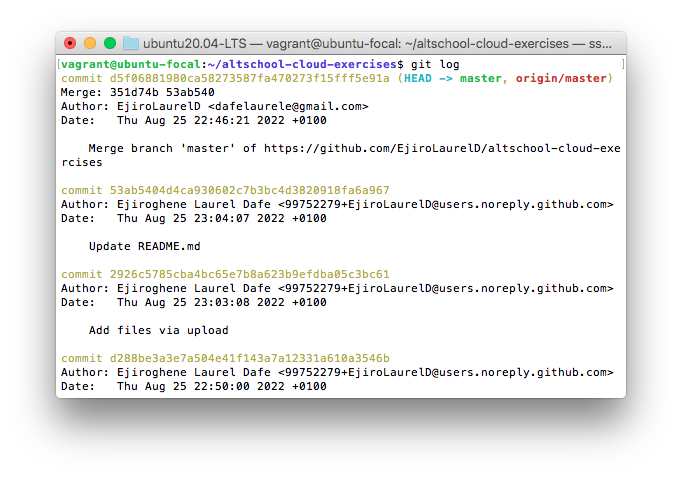 ubuntu20.04-LTS — vagrant@ubuntu-focal: ~/altschool-cloud-exercises — ss...
[vagrant@ubuntu-focal:~/altschool-cloud-exercises$ git log ]
commit d5f06881980ca58273587fa470273f15fff5e91a (HEAD -> master, origin/master)
Merge: 351d74b 53ab540
Author: EjiroLaurelD <dafelaurele@gmail.com>
Date:   Thu Aug 25 22:46:21 2022 +0100
    Merge branch 'master' of https://github.com/EjiroLaurelD/altschool-cloud-exe
rcises
commit 53ab5404d4ca930602c7b3bc4d3820918fa6a967
Author: Ejiroghene Laurel Dafe <99752279+EjiroLaurelD@users.noreply.github.com>
Date:   Thu Aug 25 23:04:07 2022 +0100
    Update README.md
commit 2926c5785cba4bc65e7b8a623b9efdba05c3bc61
Author: Ejiroghene Laurel Dafe <99752279+EjiroLaurelD@users.noreply.github.com>
Date:   Thu Aug 25 23:03:08 2022 +0100
    Add files via upload
commit d288be3a3e7a504e41f143a7a12331a610a3546b
Author: Ejiroghene Laurel Dafe <99752279+EjiroLaurelD@users.noreply.github.com>
Date:   Thu Aug 25 22:50:00 2022 +0100